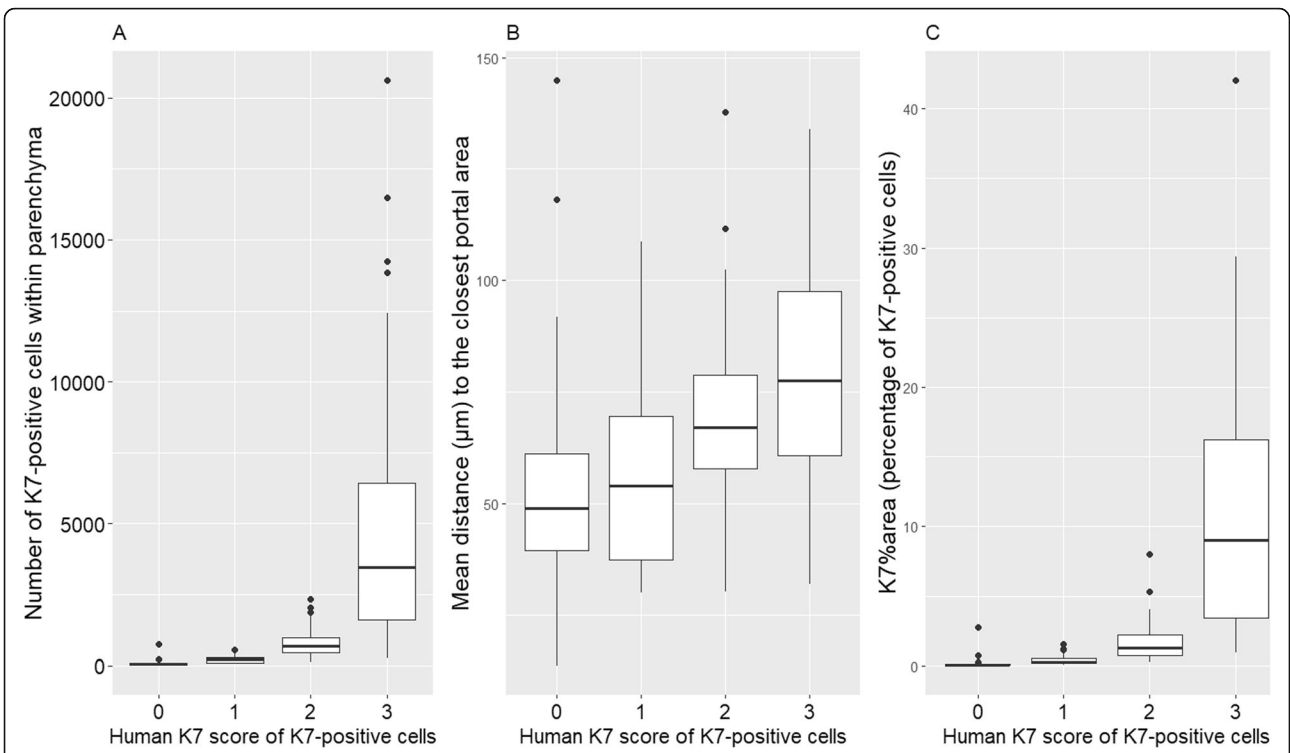 A
Number of K7-positive cells within parenchyma
20000
15000
10000
5000
0
0 1 2 3
Human K7 score of K7-positive cells
B
Mean distance (µm) to the closest portal area
150
100
50
0 1 2 3
Human K7 score of K7-positive cells
C
K7%area (percentage of K7-positive cells)
40
30
20
10
0
0 1 2 3
Human K7 score of K7-positive cells